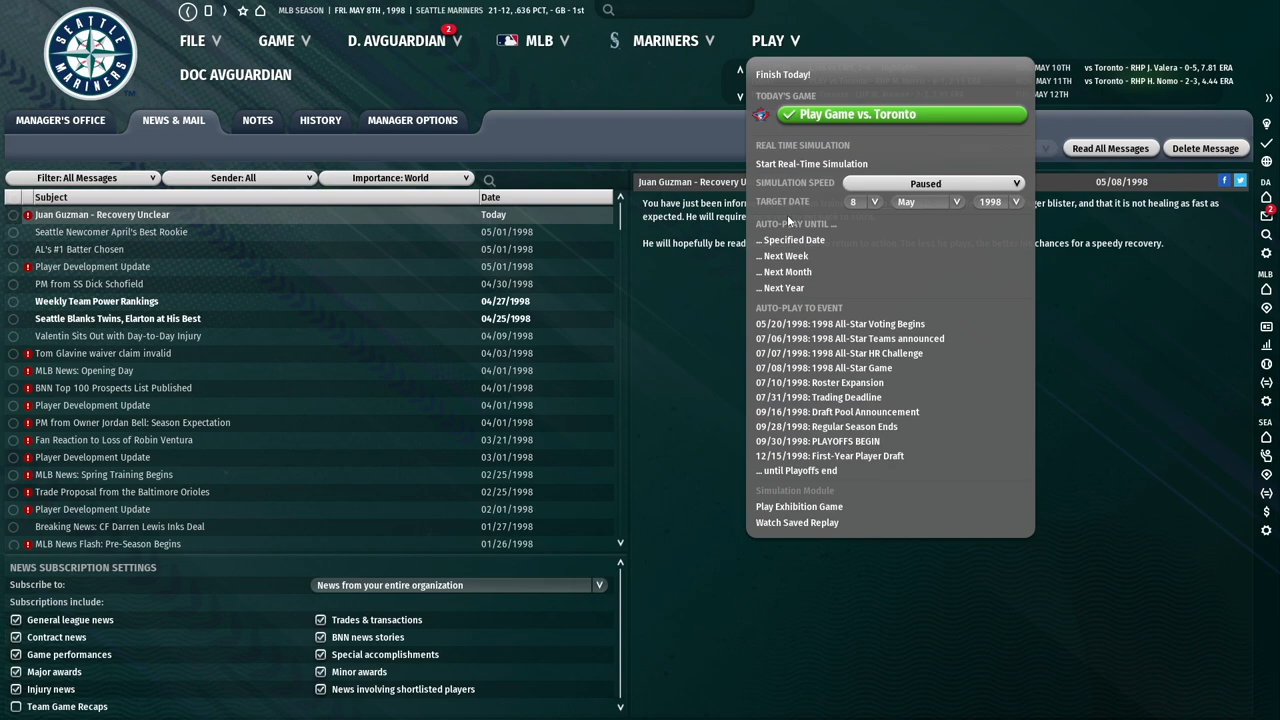 SEATTLE
MARINERS
MLB SEASON | FRI. MAY 8TH , 1998 | SEATTLE MARINERS 21-12, .636 PCT, - GB - 1st
FILE
GAME
D. AVGUARDIAN
2
MLB
MARINERS
PLAY
DOC AVGUARDIAN
MAY 10TH vs Toronto - RHP J. Valera - 0-5, 7.81 ERA
MAY 11TH vs Toronto - RHP H. Nomo - 2-3, 4.44 ERA
MAY 12TH
MANAGER'S OFFICE
NEWS & MAIL
NOTES
HISTORY
MANAGER OPTIONS
Read All Messages
Delete Message
Filter: All Messages
Sender: All
Importance: World
Subject Date
Juan Guzman - Recovery Unclear Today
Seattle Newcomer April's Best Rookie 05/01/1998
AL's #1 Batter Chosen 05/01/1998
Player Development Update 05/01/1998
PM from SS Dick Schofield 04/30/1998
Weekly Team Power Rankings 04/27/1998
Seattle Blanks Twins, Elarton at His Best 04/25/1998
Valentin Sits Out with Day-to-Day Injury 04/09/1998
Tom Glavine waiver claim invalid 04/03/1998
MLB News: Opening Day 04/01/1998
BNN Top 100 Prospects List Published 04/01/1998
Player Development Update 04/01/1998
PM from Owner Jordan Bell: Season Expectation 04/01/1998
Fan Reaction to Loss of Robin Ventura 03/21/1998
Player Development Update 03/01/1998
MLB News: Spring Training Begins 02/25/1998
Trade Proposal from the Baltimore Orioles 02/25/1998
Player Development Update 02/01/1998
Breaking News: CF Darren Lewis Inks Deal 01/27/1998
MLB News Flash: Pre-Season Begins 01/26/1998
NEWS SUBSCRIPTION SETTINGS
Subscribe to: News from your entire organization
Subscriptions include:
General league news Trades & transactions
Contract news BNN news stories
Game performances Special accomplishments
Major awards Minor awards
Injury news News involving shortlisted players
Team Game Recaps
Juan Guzman - Recovery U 05/08/1998
You have just been inform ger blister, and that it is not healing as fast as
expected. He will require
He will hopefully be read chances for a speedy recovery.
Finish Today!
TODAY'S GAME
Play Game vs. Toronto
REAL TIME SIMULATION
Start Real-Time Simulation
SIMULATION SPEED Paused
TARGET DATE 8 May 1998
AUTO-PLAY UNTIL ...
... Specified Date
... Next Week
... Next Month
... Next Year
AUTO-PLAY TO EVENT
05/20/1998: 1998 All-Star Voting Begins
07/06/1998: 1998 All-Star Teams announced
07/07/1998: 1998 All-Star HR Challenge
07/08/1998: 1998 All-Star Game
07/10/1998: Roster Expansion
07/31/1998: Trading Deadline
09/16/1998: Draft Pool Announcement
09/28/1998: Regular Season Ends
09/30/1998: PLAYOFFS BEGIN
12/15/1998: First-Year Player Draft
... until Playoffs end
Simulation Module
Play Exhibition Game
Watch Saved Replay
DA
2
MLB
SEA